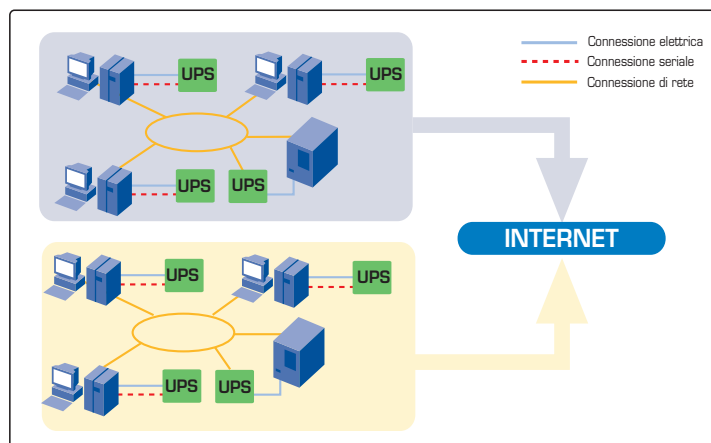 UPS
UPS
Connessione elettrica
Connessione seriale
Connessione di rete
UPS
UPS
INTERNET
UPS
UPS
UPS
UPS